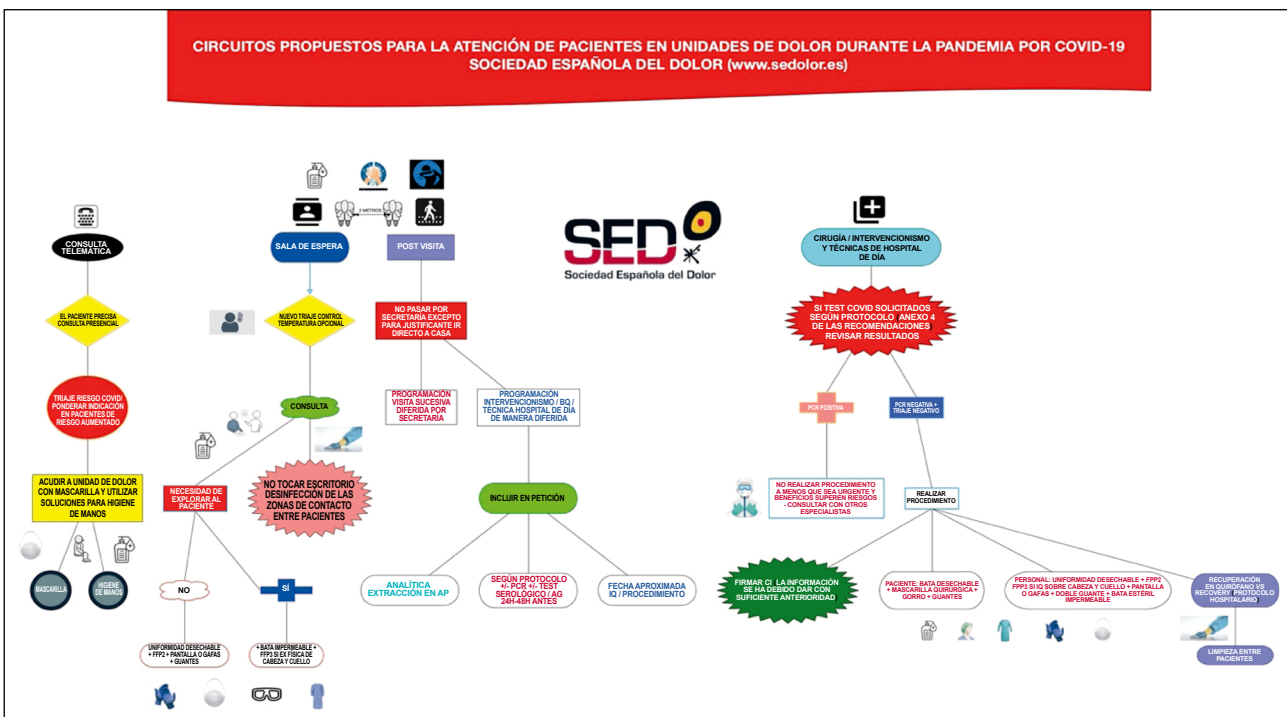 CIRCUITOS PROPUESTOS PARA LA ATENCIÓN DE PACIENTES EN UNIDADES DE DOLOR DURANTE LA PANDEMIA POR COVID-19
SOCIEDAD ESPAÑOLA DEL DOLOR (www.sedolor.es)
CONSULTA
TELEMÁTICA
EL PACIENTE PRECISA
CONSULTA PRESENCIAL
TRIAJE RIESGO COVID/
PONDERAR INDICACIÓN
EN PACIENTES DE
RIESGO AUMENTADO
ACUDIR A UNIDAD DE DOLOR
CON MASCARILLA Y UTILIZAR
SOLUCIONES PARA HIGIENE
DE MANOS
MASCARILLA
HIGIENE
DE MANOS
2 METROS
SALA DE ESPERA
NUEVO TRIAJE CONTROL
TEMPERATURA OPCIONAL
CONSULTA
NECESIDAD DE
EXPLORAR AL
PACIENTE
NO TOCAR ESCRITORIO
DESINFECCIÓN DE LAS
ZONAS DE CONTACTO
ENTRE PACIENTES
NO
SÍ
UNIFORMIDAD DESECHABLE
+ FFP2 + PANTALLA O GAFAS
+ GUANTES
+ BATA IMPERMEABLE +
FFP3 SI EX FÍSICA DE
CABEZA Y CUELLO
POST VISITA
NO PASAR POR
SECRETARÍA EXCEPTO
PARA JUSTIFICANTE IR
DIRECTO A CASA
PROGRAMACIÓN
VISITA SUCESIVA
DIFERIDA POR
SECRETARÍA
PROGRAMACIÓN
INTERVENCIONISMO / BQ /
TÉCNICA HOSPITAL DE DÍA
DE MANERA DIFERIDA
INCLUIR EN PETICIÓN
ANALÍTICA
EXTRACCIÓN EN AP
SEGÚN PROTOCOLO
+/- PCR +/- TEST
SEROLÓGICO / AG
24H-48H ANTES
FECHA APROXIMADA
IQ / PROCEDIMIENTO
SED
Sociedad Española del Dolor
CIRUGÍA / INTERVENCIONISMO
Y TÉCNICAS DE HOSPITAL
DE DÍA
SI TEST COVID SOLICITADOS
SEGÚN PROTOCOLO (ANEXO 4
DE LAS RECOMENDACIONES)
REVISAR RESULTADOS
PCR POSITIVA
PCR NEGATIVA +
TRIAJE NEGATIVO
NO REALIZAR PROCEDIMIENTO
A MENOS QUE SEA URGENTE Y
BENEFICIOS SUPEREN RIESGOS
- CONSULTAR CON OTROS
ESPECIALISTAS
REALIZAR
PROCEDIMIENTO
FIRMAR CI (LA INFORMACIÓN
SE HA DEBIDO DAR CON
SUFICIENTE ANTERIORIDAD)
PACIENTE: BATA DESECHABLE
+ MASCARILLA QUIRÚRGICA +
GORRO + GUANTES
PERSONAL: UNIFORMIDAD DESECHABLE + FPP2
FPP3 SI IQ SOBRE CABEZA Y CUELLO + PANTALLA
O GAFAS + DOBLE GUANTE + BATA ESTÉRIL
IMPERMEABLE
RECUPERACIÓN
EN QUIRÓFANO VS
RECOVERY (PROTOCOLO
HOSPITALARIO)
LIMPIEZA ENTRE
PACIENTES